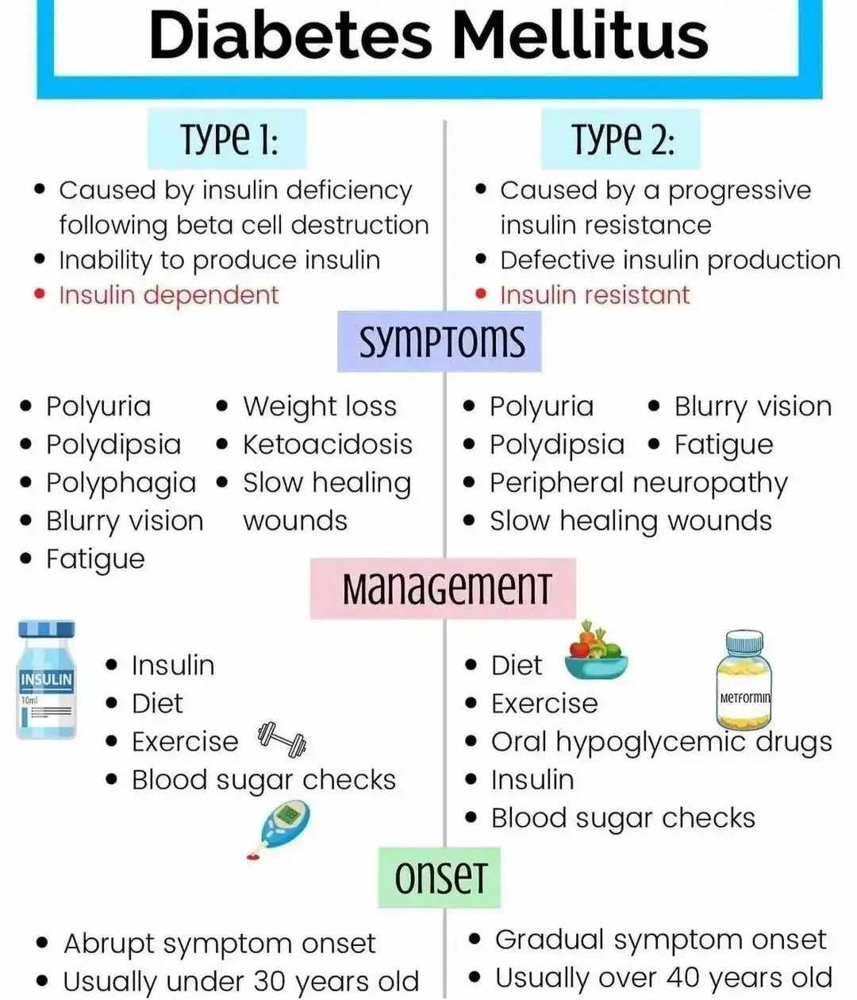 Diabetes Mellitus
Type 1:
• Caused by insulin deficiency
following beta cell destruction
• Inability to produce insulin
• Insulin dependent
Type 2:
• Caused by a progressive
insulin resistance
• Defective insulin production
• Insulin resistant
Symptoms
• Polyuria
• Polydipsia
• Polyphagia
• Blurry vision
• Fatigue
• Weight loss
• Ketoacidosis
• Slow healing
wounds
• Polyuria
• Polydipsia
• Peripheral neuropathy
• Slow healing wounds
• Blurry vision
• Fatigue
Management
INSULIN
10ml
• Insulin
• Diet
• Exercise
• Blood sugar checks
• Diet
• Exercise
• Oral hypoglycemic drugs
• Insulin
• Blood sugar checks
Metformin
Onset
• Abrupt symptom onset
• Usually under 30 years old
• Gradual symptom onset
• Usually over 40 years old